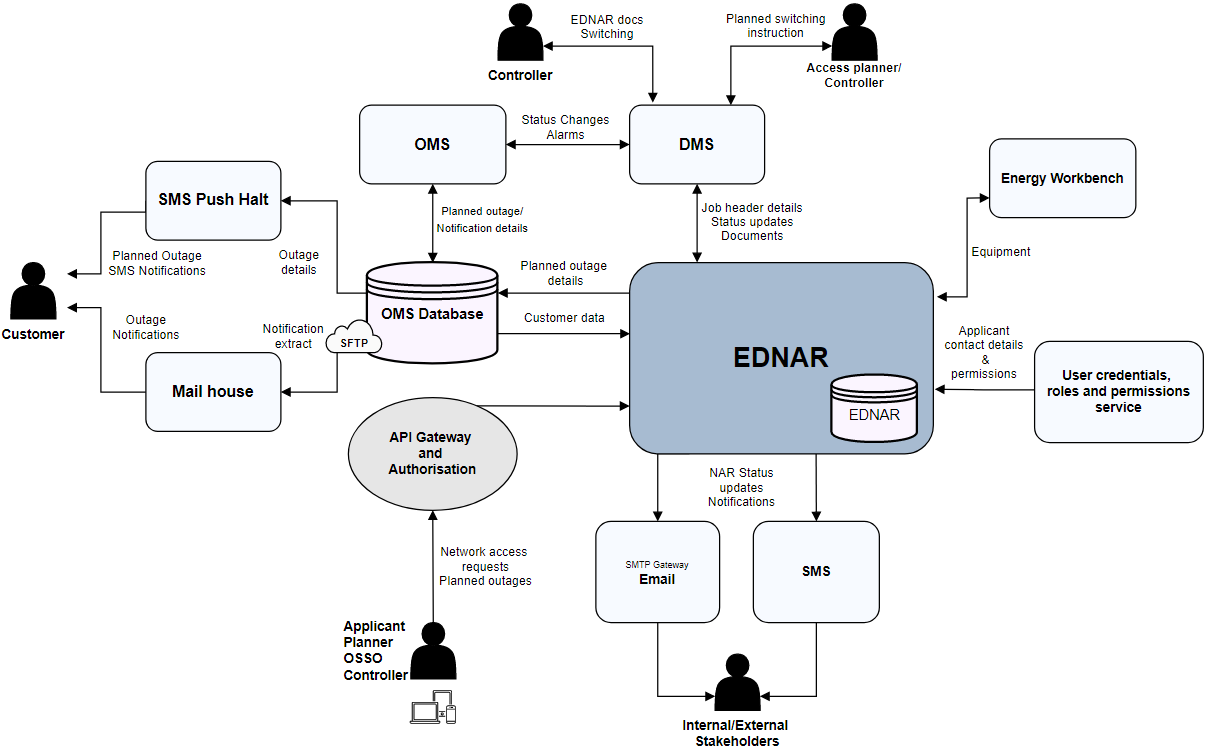 EDNAR docs
Switching
Planned switching
instruction
Controller
Access planner/
Controller
OMS
Status Changes
Alarms
DMS
Energy Workbench
SMS Push Halt
Planned outage/
Notification details
Job header details
Status updates
Documents
Equipment
Planned Outage
SMS Notifications
Outage
details
Planned outage
details
Customer
OMS Database
Customer data
Outage
Notifications
Notification
extract
SFTP
EDNAR
EDNAR
Applicant
contact details
&
permissions
User credentials,
roles and permissions
service
Mail house
API Gateway
and
Authorisation
NAR Status
updates
Notifications
Network access
requests
Planned outages
SMTP Gateway
Email
SMS
Applicant
Planner
OSSO
Controller
Internal/External
Stakeholders